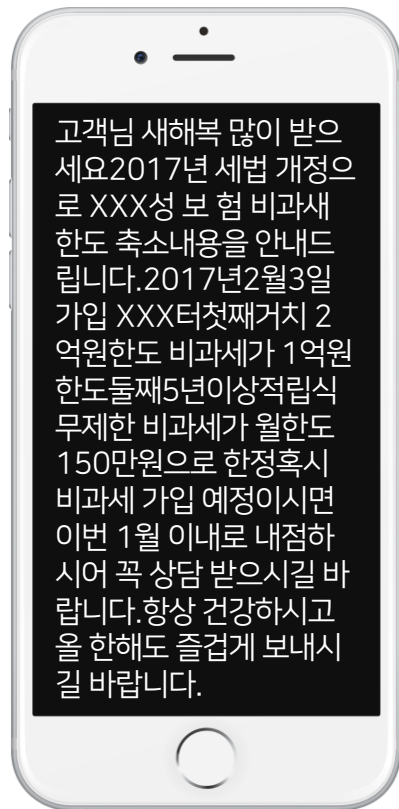 고객님 새해복 많이 받으
세요2017년 세법 개정으
로 XXX성 보 험 비과새
한도 축소내용을 안내드
립니다.2017년2월3일
가입 XXX터첫째거치 2
억원한도 비과세가 1억원
한도둘째5년이상적립식
무제한 비과세가 월한도
150만원으로 한정혹시
비과세 가입 예정이시면
이번 1월 이내로 내점하
시어 꼭 상담 받으시길 바
랍니다.항상 건강하시고
올 한해도 즐겁게 보내시
길 바랍니다.